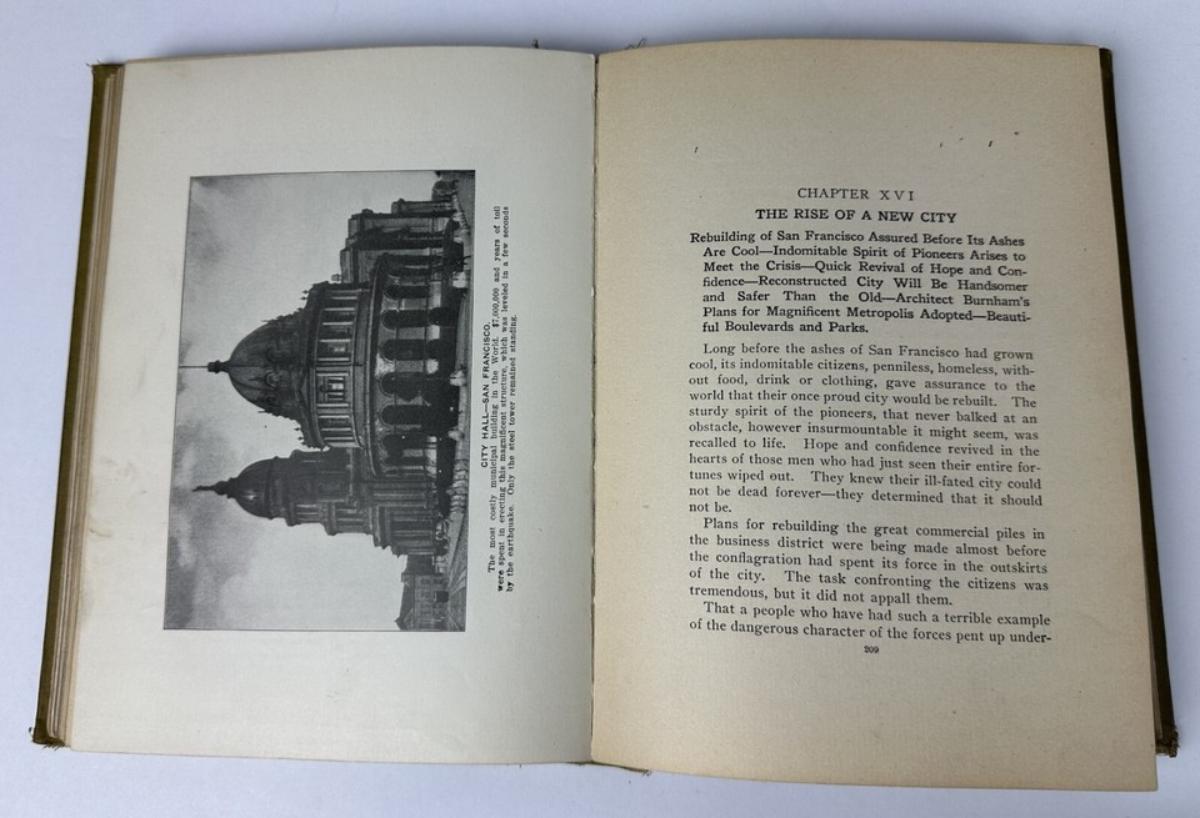 CITY HALL—SAN FRANCISCO.
The most costly municipal building in the World. $7,000,000 and years of toil
were spent in erecting this magnificent structure, which was leveled in a few seconds
by the earthquake. Only the steel tower remained standing.
CHAPTER XVI
THE RISE OF A NEW CITY
Rebuilding of San Francisco Assured Before Its Ashes
Are Cool—Indomitable Spirit of Pioneers Arises to
Meet the Crisis—Quick Revival of Hope and Con-
fidence—Reconstructed City Will Be Handsomer
and Safer Than the Old—Architect Burnham's
Plans for Magnificent Metropolis Adopted—Beauti-
ful Boulevards and Parks.
Long before the ashes of San Francisco had grown
cool, its indomitable citizens, penniless, homeless, with-
out food, drink or clothing, gave assurance to the
world that their once proud city would be rebuilt. The
sturdy spirit of the pioneers, that never balked at an
obstacle, however insurmountable it might seem, was
recalled to life. Hope and confidence revived in the
hearts of those men who had just seen their entire for-
tunes wiped out. They knew their ill-fated city could
not be dead forever—they determined that it should
not be.
Plans for rebuilding the great commercial piles in
the business district were being made almost before
the conflagration had spent its force in the outskirts
of the city. The task confronting the citizens was
tremendous, but it did not appall them.
That a people who have had such a terrible example
of the dangerous character of the forces pent up under-
209